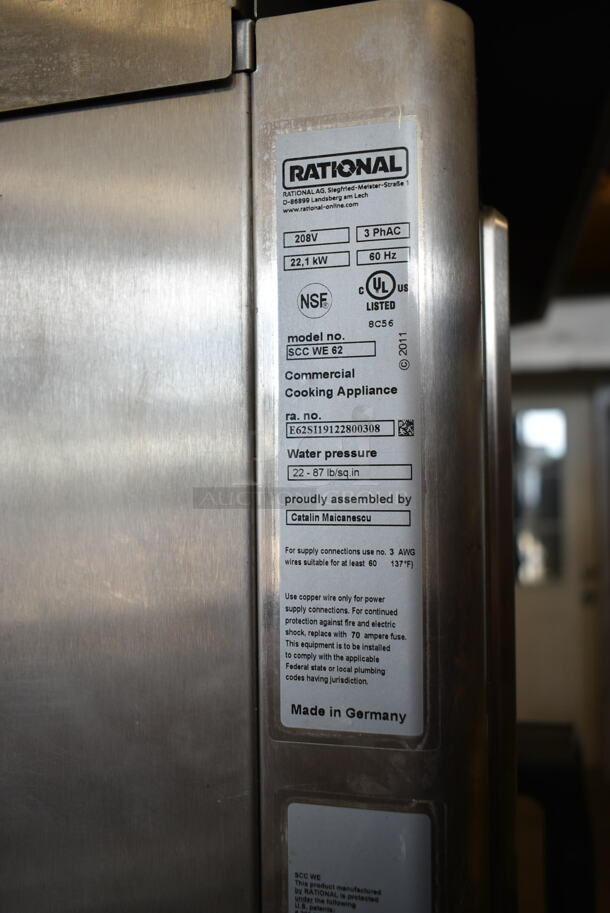 RATIONAL
RATIONAL AG, Siegfried-Meister-Straße 1
D-86899 Landsberg am Lech
www.rational-online.com
208V 3 PhAC
22,1 kW 60 Hz
NSF®
C UL US
LISTED
8C56
model no.
SCC WE 62
© 2011
Commercial
Cooking Appliance
ra. no.
E62SI19122800308
Water pressure
22 - 87 lb/sq.in
proudly assembled by
Catalin Maicanescu
For supply connections use no. 3 AWG
wires suitable for at least 60 137°F)
Use copper wire only for power
supply connections. For continued
protection against fire and electric
shock, replace with 70 ampere fuse.
This equipment is to be installed
to comply with the applicable
Federal state or local plumbing
codes having jurisdiction.
Made in Germany
SCC WE
This product manufactured
by RATIONAL is protected
under the following
U.S. patents: